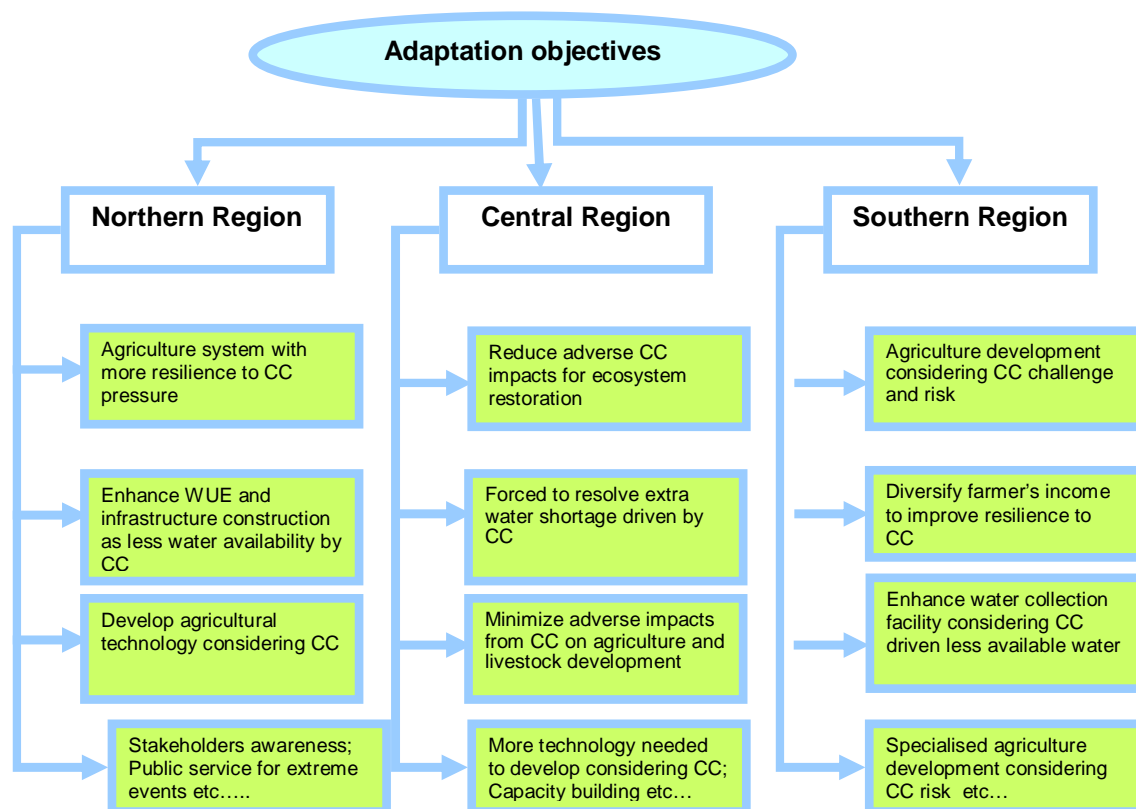 Adaptation objectives
Northern Region
Central Region
Southern Region
Agriculture system with
more resilience to CC
pressure
Enhance WUE and
infrastructure construction
as less water availability by
CC
Develop agricultural
technology considering CC
Stakeholders awareness;
Public service for extreme
events etc…..
Reduce adverse CC
impacts for ecosystem
restoration
Forced to resolve extra
water shortage driven by
CC
Minimize adverse impacts
from CC on agriculture and
livestock development
More technology needed
to develop considering CC;
Capacity building etc…
Agriculture development
considering CC challenge
and risk
Diversify farmer’s income
to improve resilience to
CC
Enhance water collection
facility considering CC
driven less available water
Specialised agriculture
development considering
CC risk  etc…